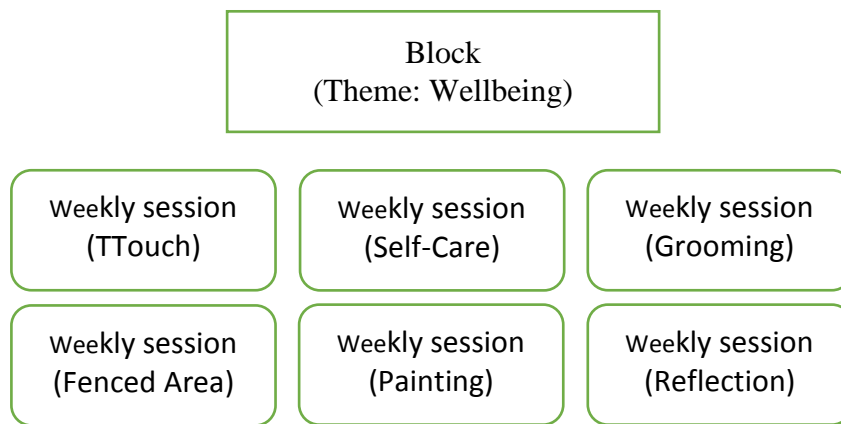 Block
(Theme: Wellbeing)
Weekly session
(TTouch)
Weekly session
(Self-Care)
Weekly session
(Grooming)
Weekly session
(Fenced Area)
Weekly session
(Painting)
Weekly session
(Reflection)